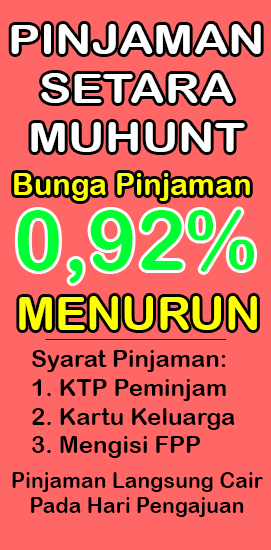 PINJAMAN
SETARA
MUHUNT
Bunga Pinjaman
0,92%
MENURUN
Syarat Pinjaman:
1. KTP Peminjam
2. Kartu Keluarga
3. Mengisi FPP
Pinjaman Langsung Cair
Pada Hari Pengajuan